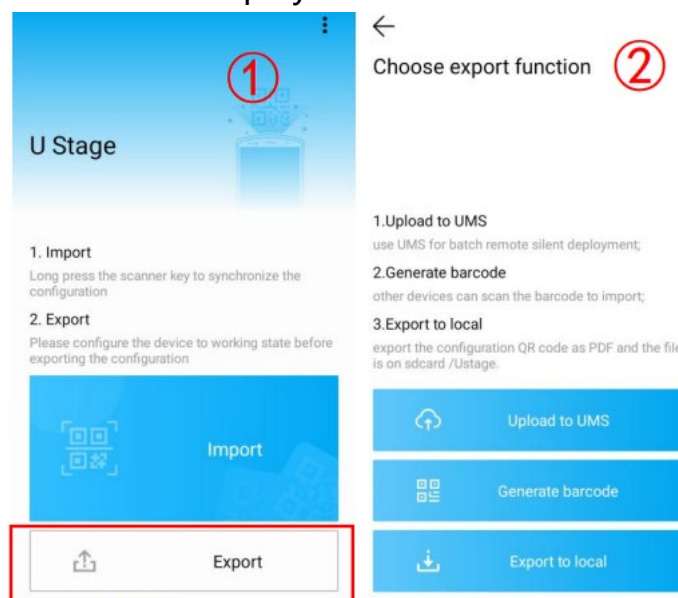 ①
U Stage
1. Import
Long press the scanner key to synchronize the
configuration
2. Export
Please configure the device to working state before
exporting the configuration
Import
Export
②
Choose export function
1.Upload to UMS
use UMS for batch remote silent deployment;
2.Generate barcode
other devices can scan the barcode to import;
3.Export to local
export the configuration QR code as PDF and the file
is on sdcard /Ustage.
Upload to UMS
Generate barcode
Export to local